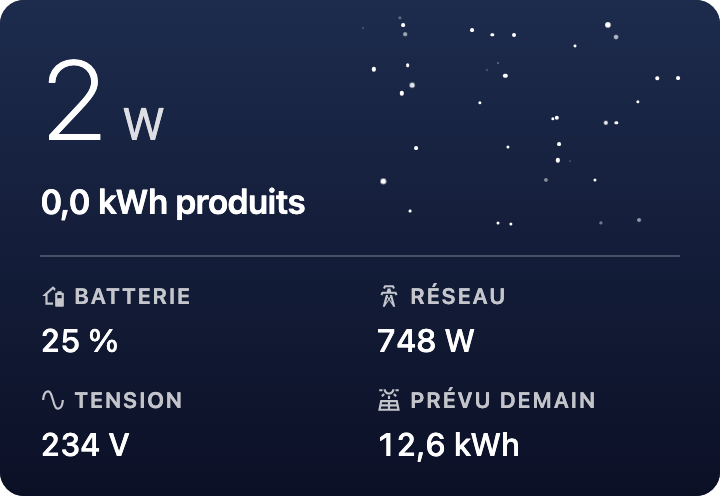 2 W
0,0 kWh produits
BATTERIE
25 %
RÉSEAU
748 W
TENSION
234 V
PRÉVU DEMAIN
12,6 kWh